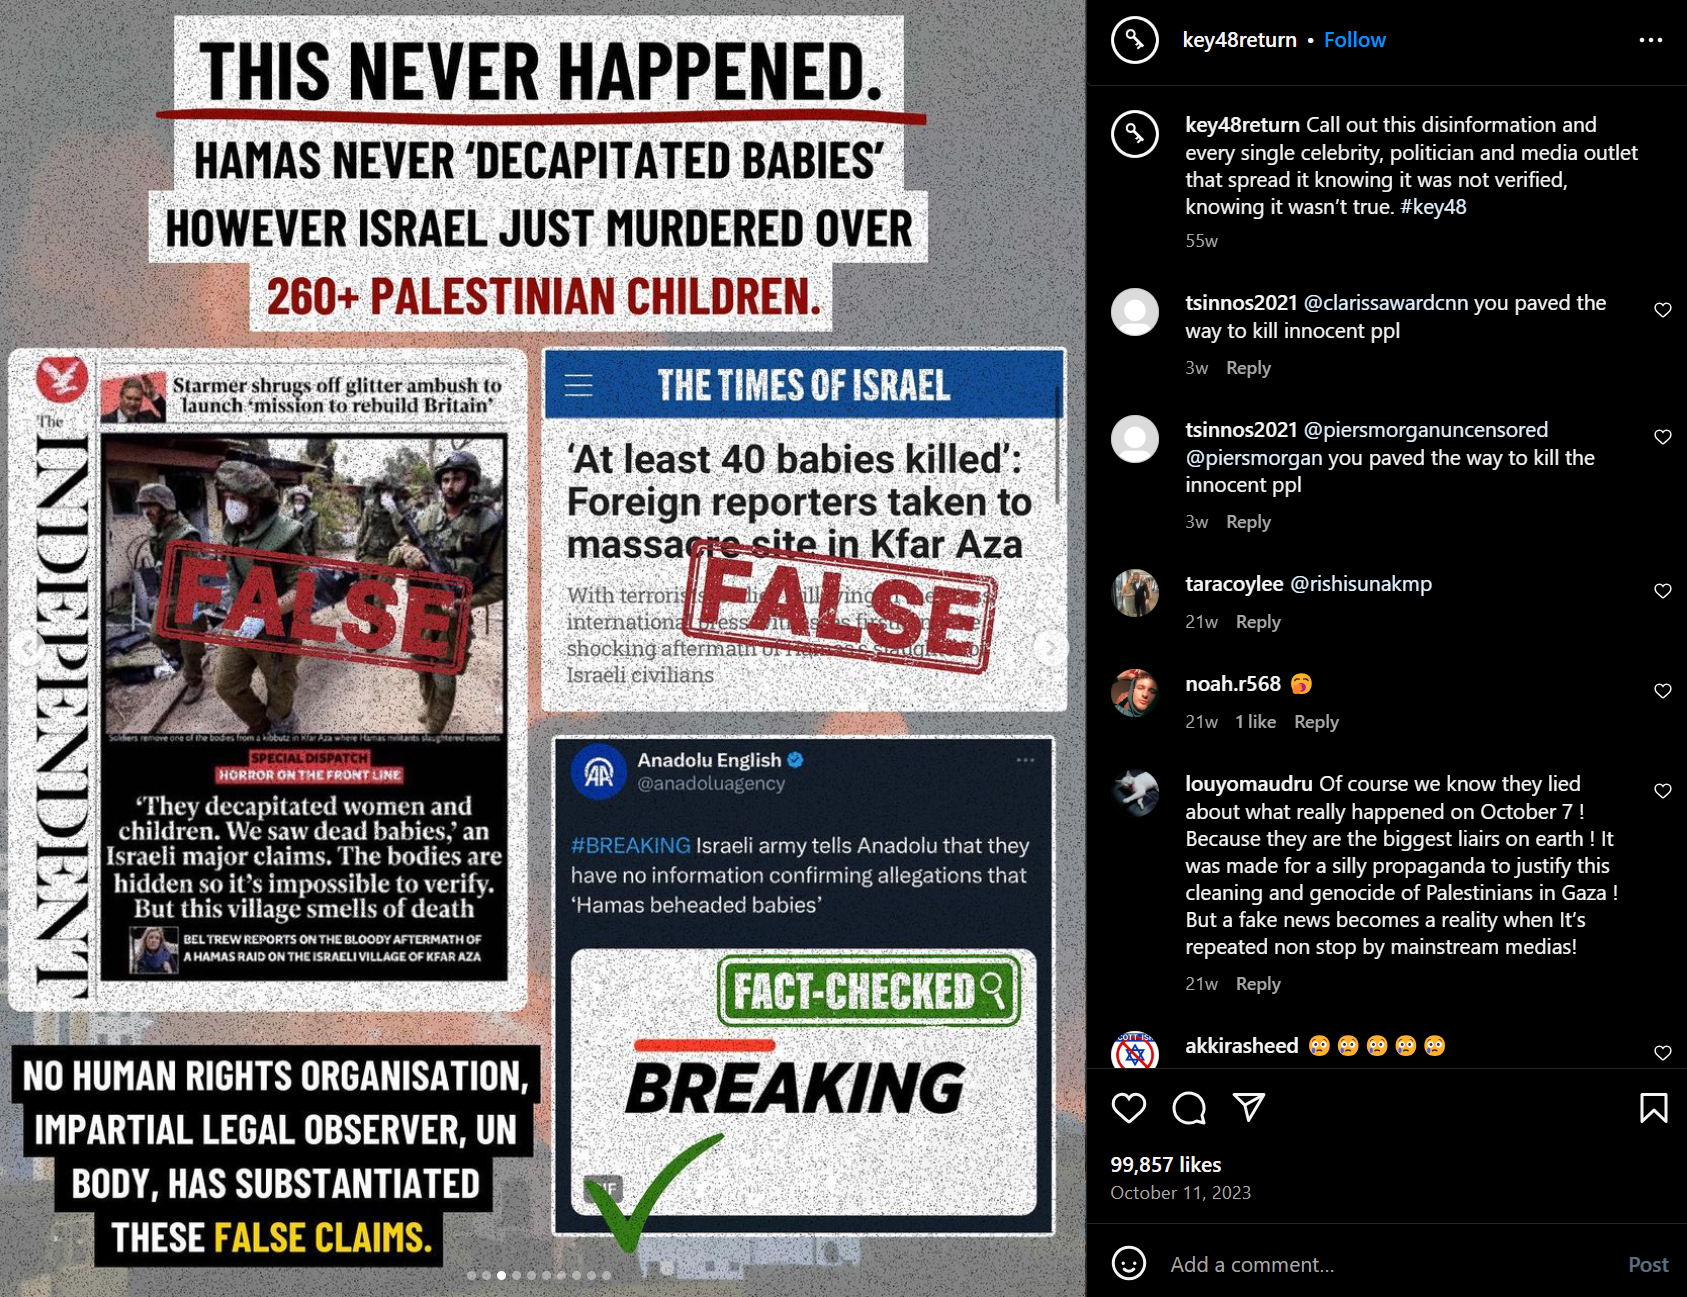 THIS NEVER HAPPENED.
HAMAS NEVER ‘DECAPITATED BABIES’
HOWEVER ISRAEL JUST MURDERED OVER
260+ PALESTINIAN CHILDREN.
The
INDEPENDENT
Starmer shrugs off glitter ambush to
launch ‘mission to rebuild Britain’
FALSE
Soldiers remove one of the bodies from a kibbutz in Kfar Aza where Hamas militants slaughtered residents
SPECIAL DISPATCH
HORROR ON THE FRONT LINE
‘They decapitated women and
children. We saw dead babies,’ an
Israeli major claims. The bodies are
hidden so it’s impossible to verify.
But this village smells of death
BEL TREW REPORTS ON THE BLOODY AFTERMATH OF
A HAMAS RAID ON THE ISRAELI VILLAGE OF KFAR AZA
THE TIMES OF ISRAEL
‘At least 40 babies killed’:
Foreign reporters taken to
massacre site in Kfar Aza
With
international press
shocking aftermath of Hamas's slaughter of
Israeli civilians
FALSE
Anadolu English
@anadoluagency
#BREAKING Israeli army tells Anadolu that they
have no information confirming allegations that
‘Hamas beheaded babies’
FACT-CHECKED
BREAKING
NO HUMAN RIGHTS ORGANISATION,
IMPARTIAL LEGAL OBSERVER, UN
BODY, HAS SUBSTANTIATED
THESE FALSE CLAIMS.
key48return • Follow
key48return Call out this disinformation and
every single celebrity, politician and media outlet
that spread it knowing it was not verified,
knowing it wasn’t true. #key48
55w
tsinnos2021 @clarissawardcnn you paved the
way to kill innocent ppl
3w Reply
tsinnos2021 @piersmorganuncensored
@piersmorgan you paved the way to kill the
innocent ppl
3w Reply
taracoylee @rishisunakmp
21w Reply
noah.r568 🥱
21w 1 like Reply
louyomaudru Of course we know they lied
about what really happened on October 7 !
Because they are the biggest liairs on earth ! It
was made for a silly propaganda to justify this
cleaning and genocide of Palestinians in Gaza !
But a fake news becomes a reality when It’s
repeated non stop by mainstream medias!
21w Reply
akkirasheed 😢😢😢😢😢
99,857 likes
October 11, 2023
Add a comment...
Post